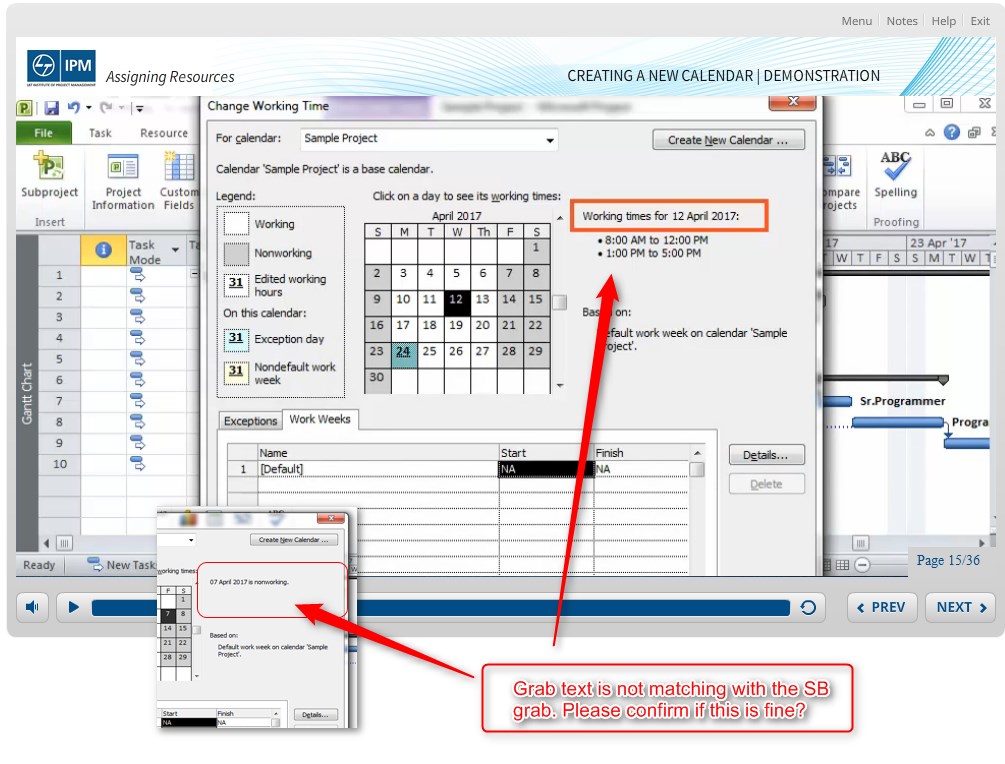 Menu Notes Help Exit
IPM
L&T INSTITUTE OF PROJECT MANAGEMENT
Assigning Resources
CREATING A NEW CALENDAR | DEMONSTRATION
Change Working Time
File Task Resource
For calendar: Sample Project
Create New Calendar ...
Calendar 'Sample Project' is a base calendar.
Subproject
Project
Information
Custom
Fields
Insert
ompare
rojects
ABC
Spelling
Proofing
Legend:
Working
Nonworking
31 Edited working
hours
On this calendar:
31 Exception day
31 Nondefault work
week
Click on a day to see its working times:
April 2017
S M T W Th F S
1
2 3 4 5 6 7 8
9 10 11 12 13 14 15
16 17 18 19 20 21 22
23 24 25 26 27 28 29
30
Working times for 12 April 2017:
• 8:00 AM to 12:00 PM
• 1:00 PM to 5:00 PM
Based on:
efault work week on calendar 'Sample
roject'.
17 23 Apr '17
T W T F S S M T W T
Task
Mode
Ta
1
2
3
4
5
6
7
8
9
10
Gantt Chart
Sr.Programmer
Progra
Exceptions Work Weeks
Name Start Finish
1 [Default] NA NA
Details...
Delete
Ready New Task
Page 15/36
PREV NEXT
Create New Calendar ...
working times:
F S
1
7 8
14 15
21 22
28 29
07 April 2017 is nonworking.
Based on:
Default work week on calendar 'Sample
Project'.
Start Finish
NA NA
Details...
Grab text is not matching with the SB
grab. Please confirm if this is fine?